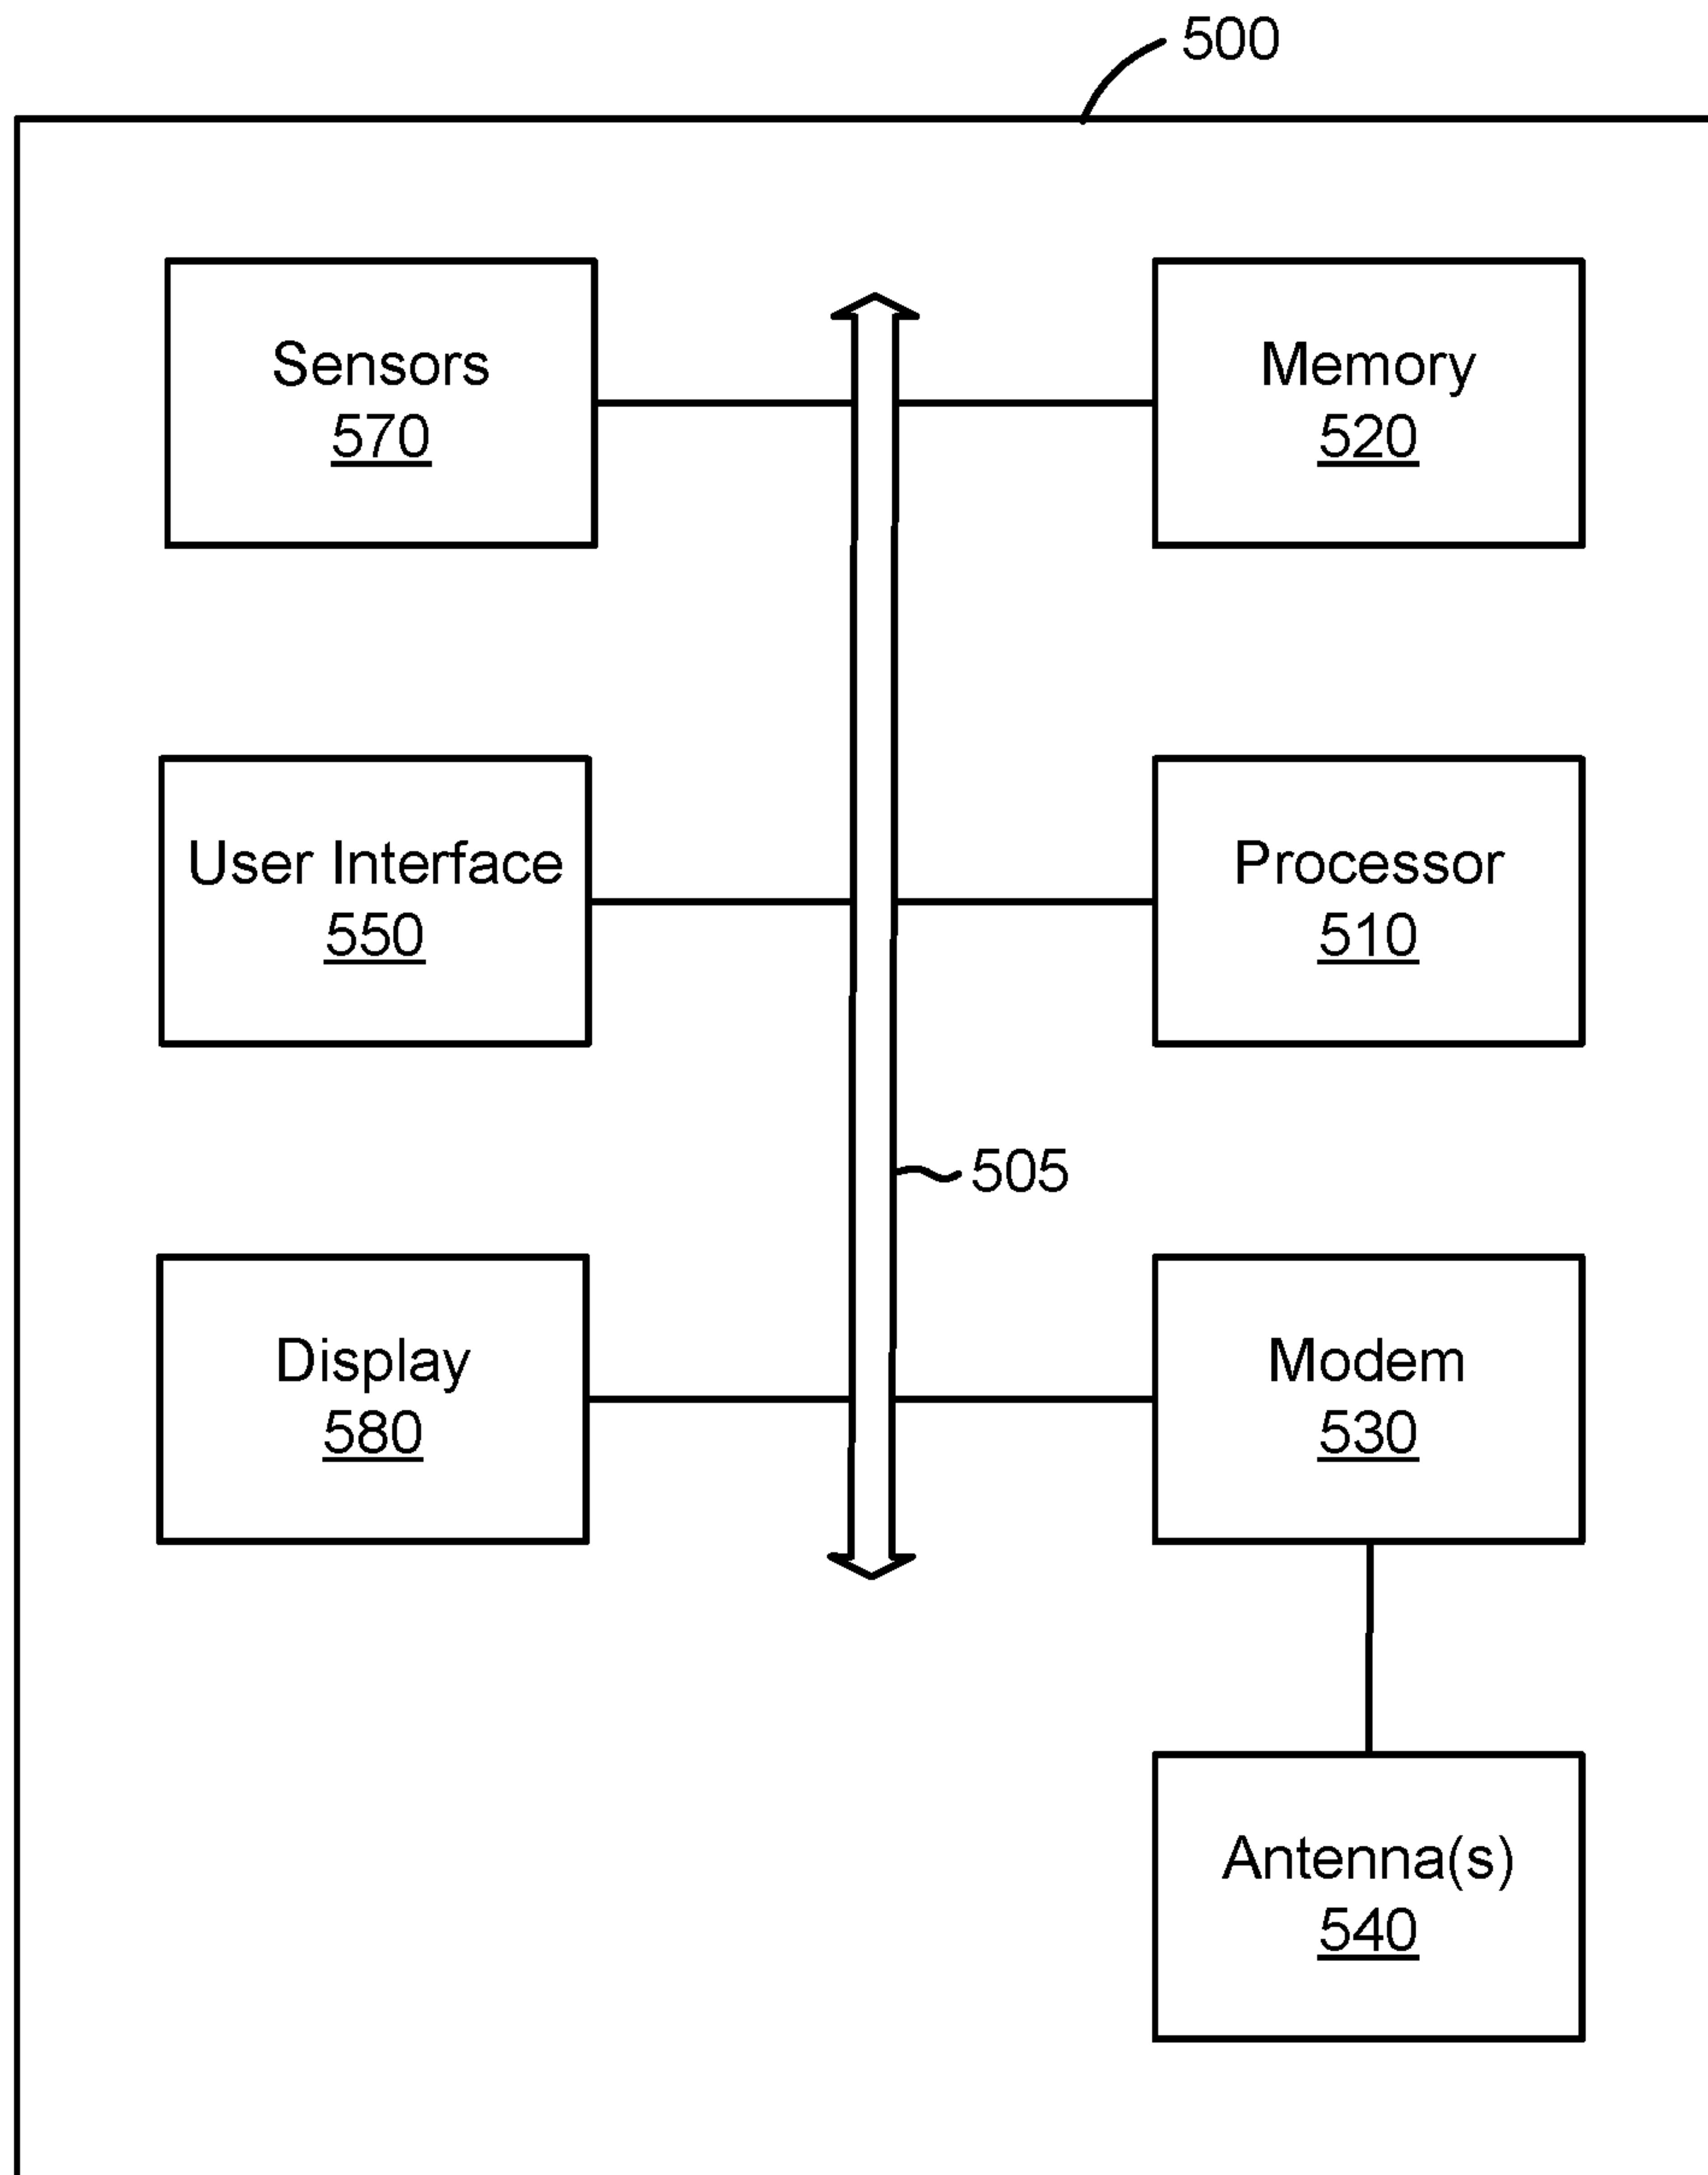 500
Sensors
570
Memory
520
User Interface
550
Processor
510
505
Display
580
Modem
530
Antenna(s)
540